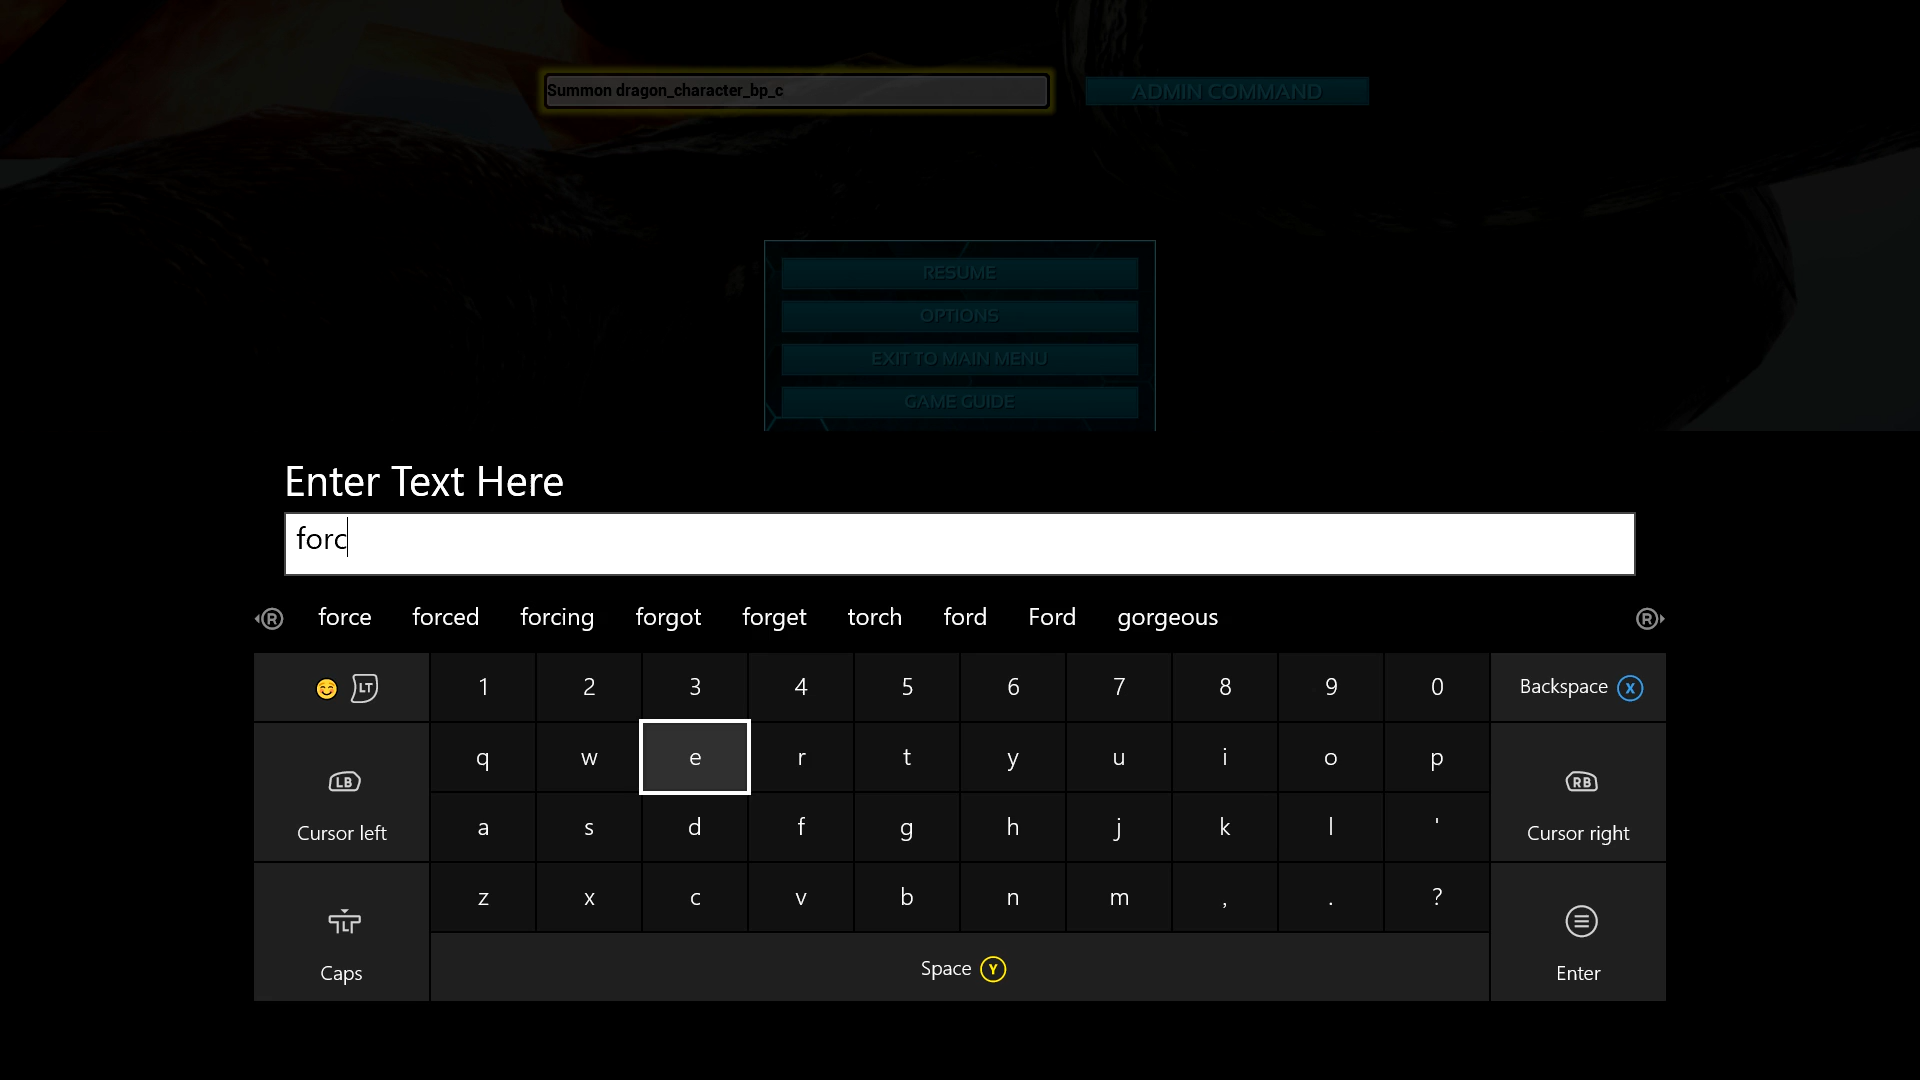 Summon dragon_character_bp_c
ADMIN COMMAND
RESUME
OPTIONS
EXIT TO MAIN MENU
GAME GUIDE
Enter Text Here
forc
R force forced forcing forgot forget torch ford Ford gorgeous R
LT 1 2 3 4 5 6 7 8 9 0 Backspace X
q w e r t y u i o p
LB Cursor left
RB Cursor right
a s d f g h j k l '
z x c v b n m , . ?
LT Caps
Space Y
Enter